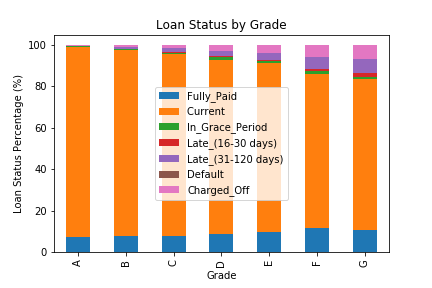 Loan Status by Grade
Loan Status Percentage (%)
100
80
60
40
20
0
Fully_Paid
Current
In_Grace_Period
Late_(16-30 days)
Late_(31-120 days)
Default
Charged_Off
A
B
C
D
E
F
G
Grade